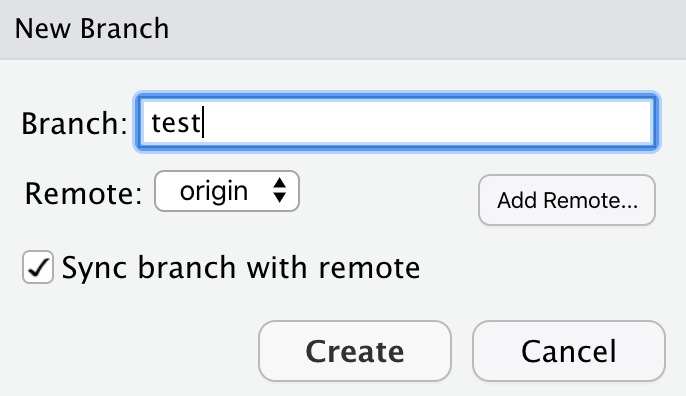 New Branch
Branch: test
Remote: origin Add Remote...
Sync branch with remote
Create Cancel